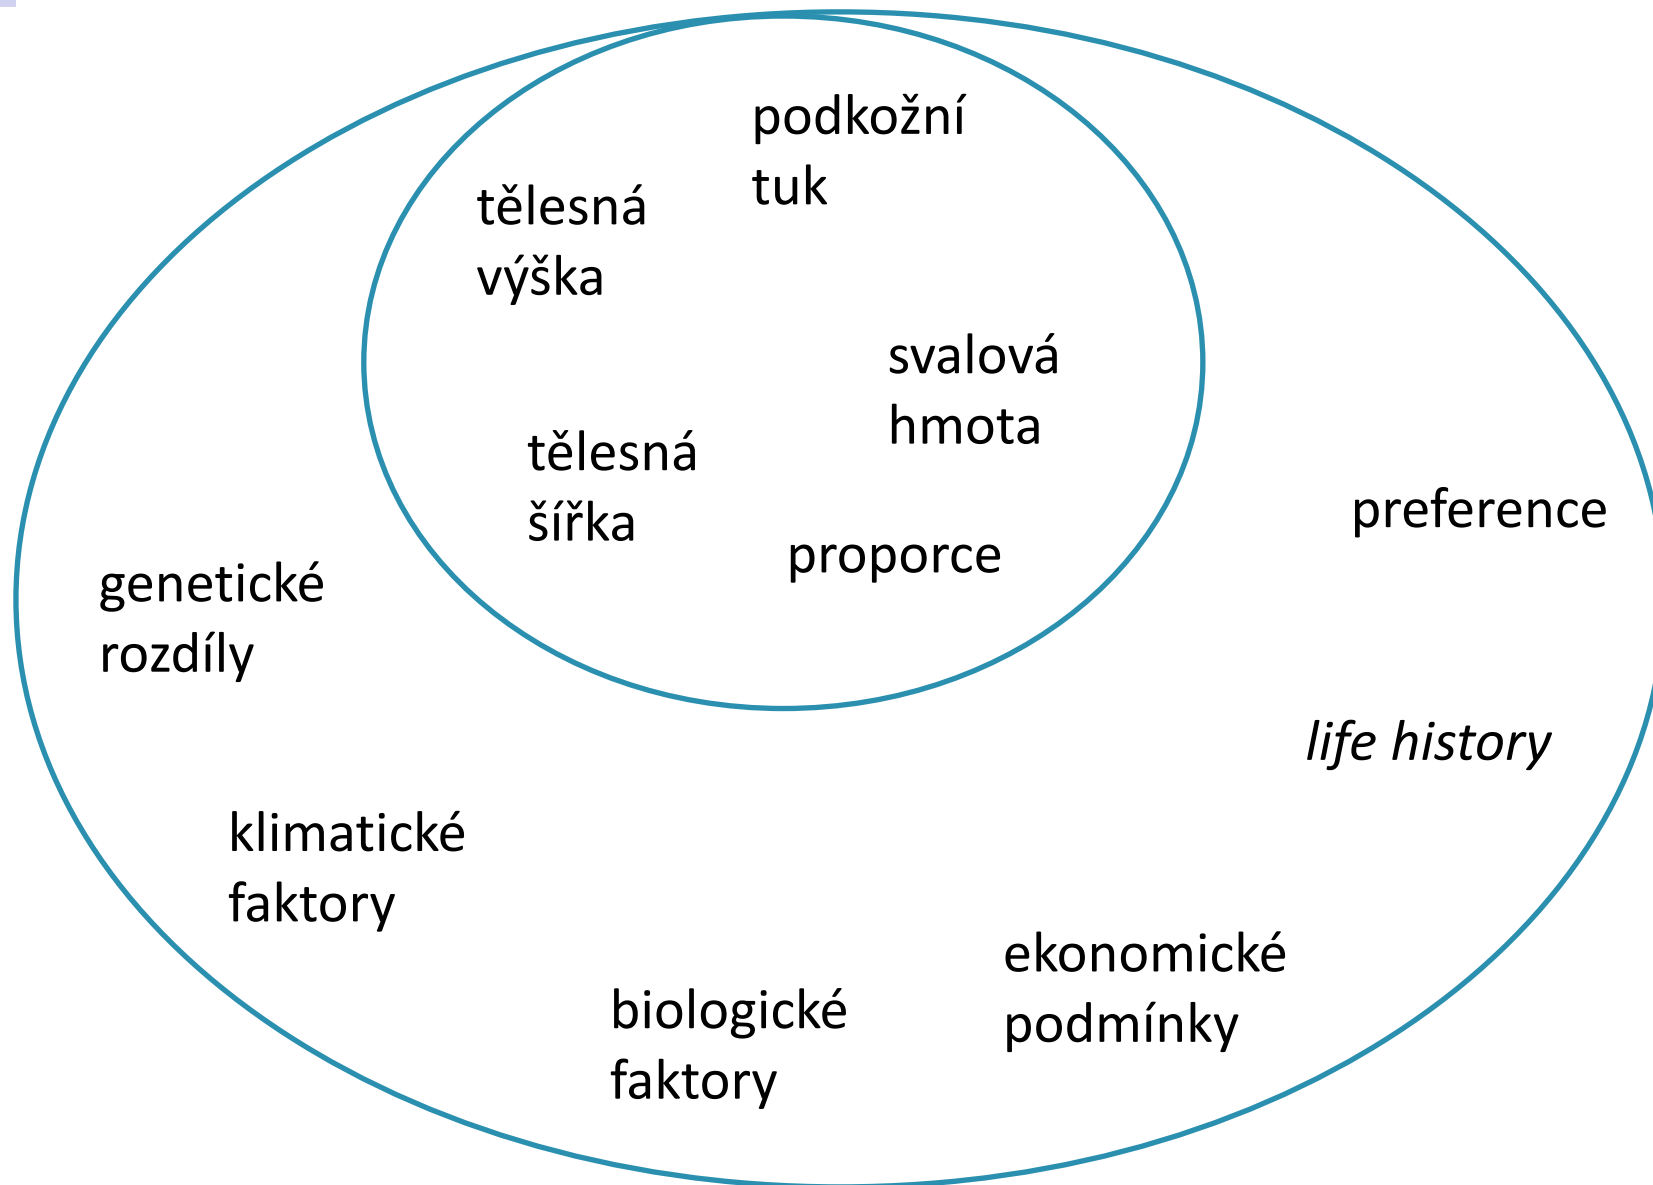 podkožní
tuk
tělesná
výška
svalová
hmota
tělesná
šířka
proporce
preference
genetické
rozdíly
life history
klimatické
faktory
ekonomické
podmínky
biologické
faktory